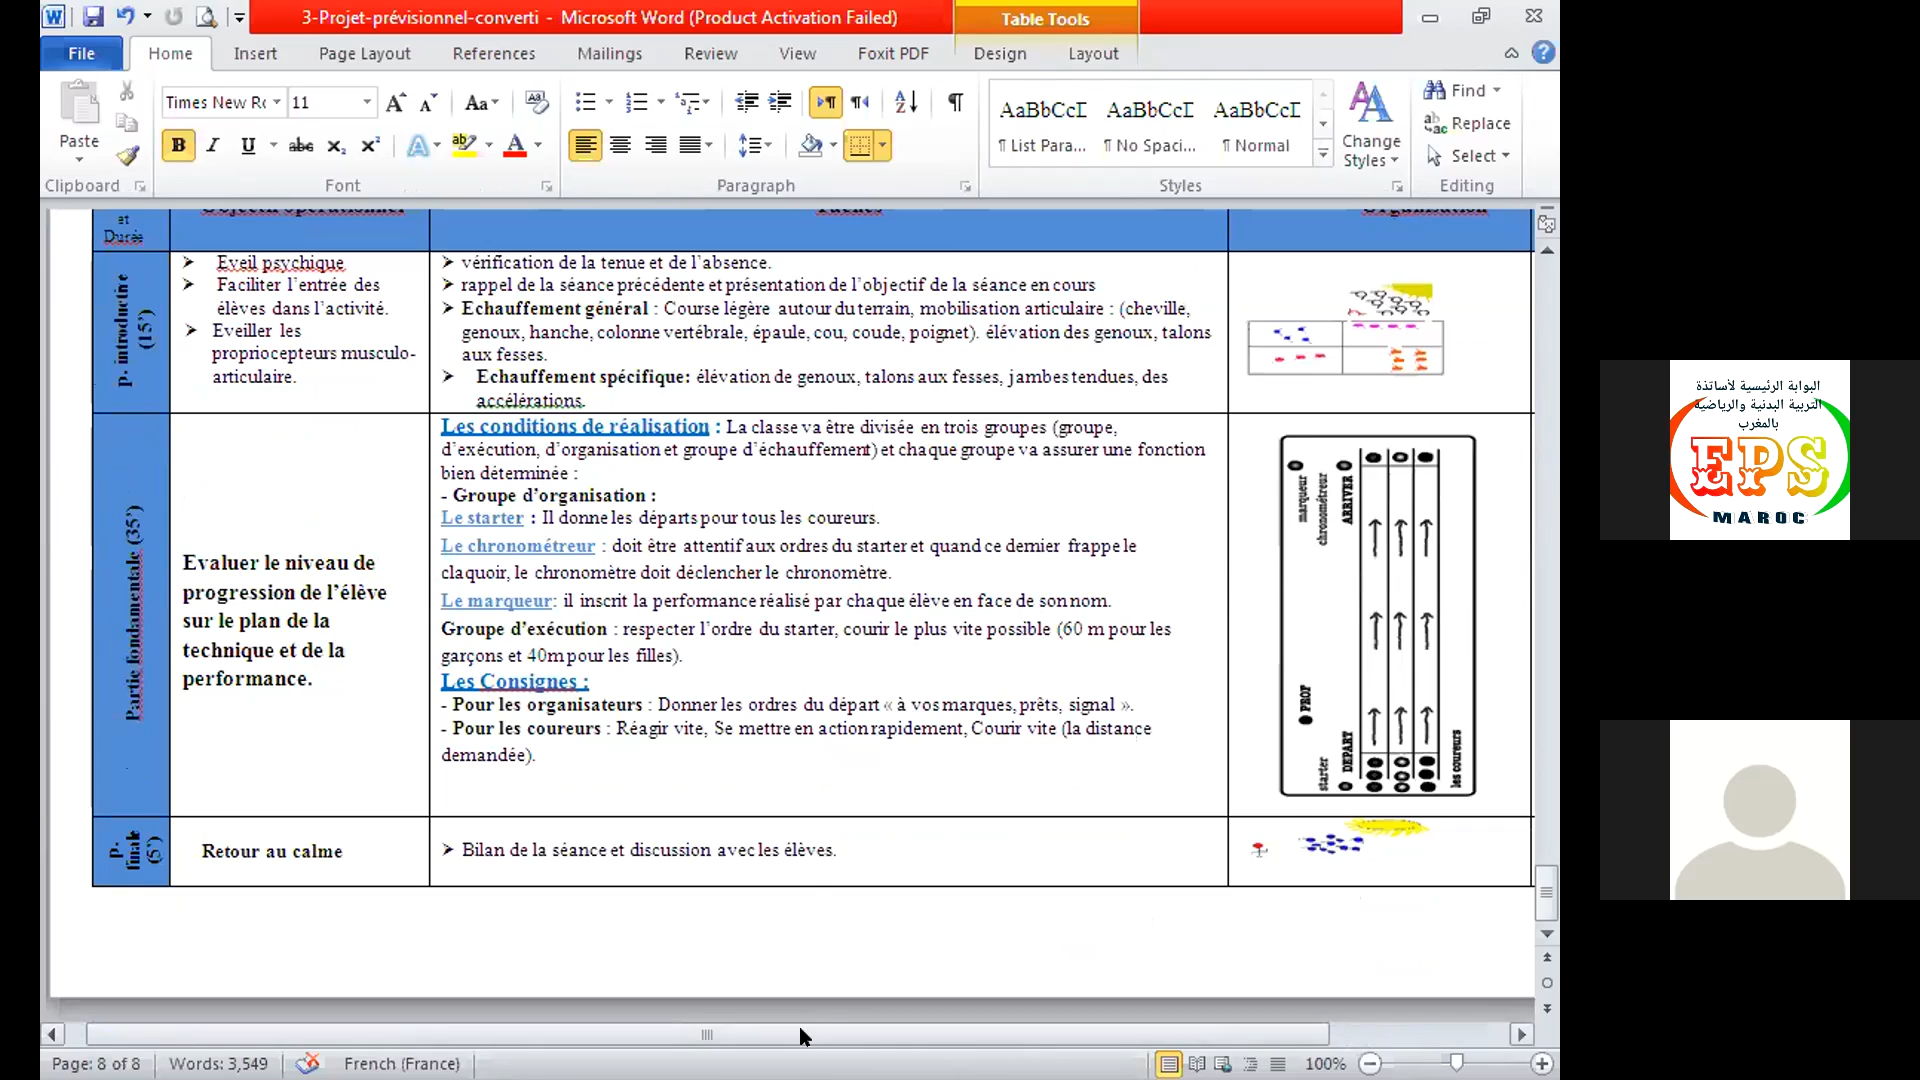 3-Projet-prévisionnel-converti - Microsoft Word (Product Activation Failed)
Table Tools
File Home Insert Page Layout References Mailings Review View Foxit PDF Design Layout
Paste
Times New Ro 11
Aa
B I U abc X₂ X²
AaBbCcI AaBbCcI AaBbCcI
¶ List Para... ¶ No Spaci... ¶ Normal
Change
Styles
Find
Replace
Select
Clipboard Font Paragraph Styles Editing
et
Durée
Objectif opérationnel
Taches
Organisation
P. introductive
(15’)
Eveil psychique
Faciliter l’entrée des
élèves dans l’activité.
Eveiller les
propriocepteurs musculo-
articulaire.
vérification de la tenue et de l’absence.
rappel de la séance précédente et présentation de l’objectif de la séance en cours
Echauffement général : Course légère autour du terrain, mobilisation articulaire : (cheville,
genoux, hanche, colonne vertébrale, épaule, cou, coude, poignet). élévation des genoux, talons
aux fesses.
Echauffement spécifique: élévation de genoux, talons aux fesses, jambes tendues, des
accélérations.
Partie fondamentale (35’)
Evaluer le niveau de
progression de l’élève
sur le plan de la
technique et de la
performance.
Les conditions de réalisation : La classe va être divisée en trois groupes (groupe,
d’exécution, d’organisation et groupe d’échauffement) et chaque groupe va assurer une fonction
bien déterminée :
- Groupe d’organisation :
Le starter : Il donne les départs pour tous les coureurs.
Le chronométreur : doit être attentif aux ordres du starter et quand ce dernier frappe le
claquoir, le chronomètre doit déclencher le chronomètre.
Le marqueur: il inscrit la performance réalisé par chaque élève en face de son nom.
Groupe d’exécution : respecter l’ordre du starter, courir le plus vite possible (60 m pour les
garçons et 40m pour les filles).
Les Consignes :
- Pour les organisateurs : Donner les ordres du départ « à vos marques, prêts, signal ».
- Pour les coureurs : Réagir vite, Se mettre en action rapidement, Courir vite (la distance
demandée).
marqueur
chronométreur
ARRIVER
PROF
starter
DEPART
les coureurs
P.
finale
(5’)
Retour au calme
Bilan de la séance et discussion avec les élèves.
Page: 8 of 8 Words: 3,549 French (France) 100%
البوابة الرئيسية لأساتذة
التربية البدنية والرياضية
بالمغرب
EPS
MAROC